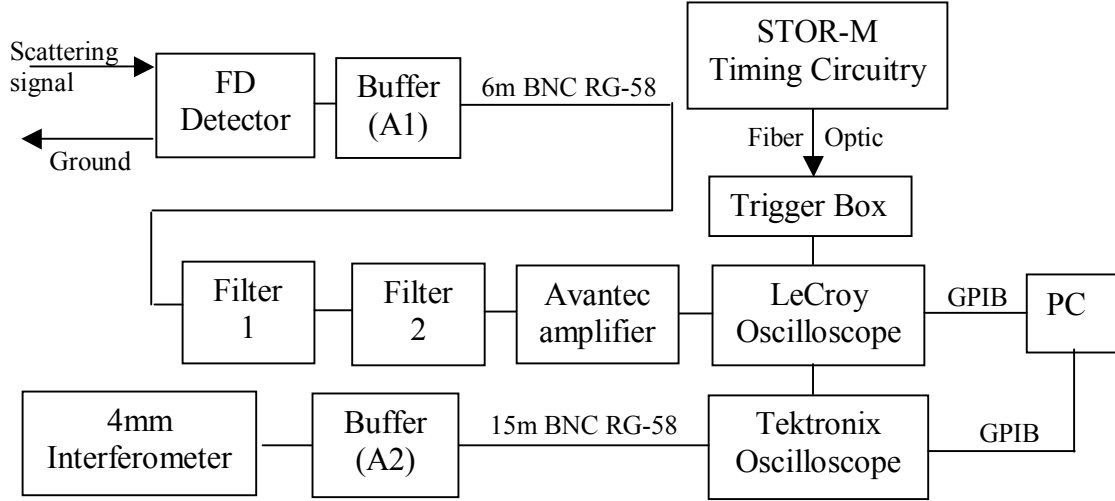 Scattering
signal
Ground
FD
Detector
Buffer
(A1)
6m BNC RG-58
STOR-M
Timing Circuitry
Fiber Optic
Trigger Box
Filter
1
Filter
2
Avantec
amplifier
LeCroy
Oscilloscope
GPIB
PC
4mm
Interferometer
Buffer
(A2)
15m BNC RG-58
Tektronix
Oscilloscope
GPIB